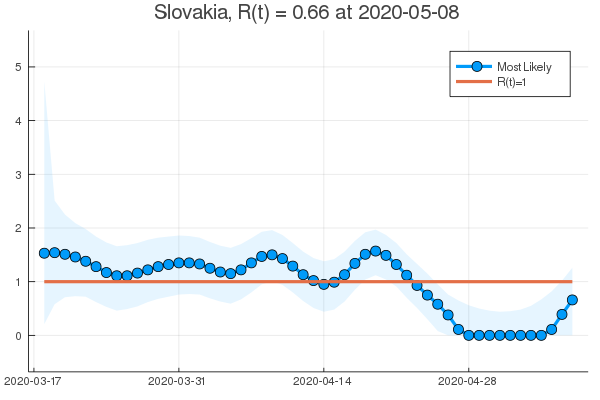 Slovakia, R(t) = 0.66 at 2020-05-08
Most Likely
R(t)=1
5
4
3
2
1
0
2020-03-17 2020-03-31 2020-04-14 2020-04-28